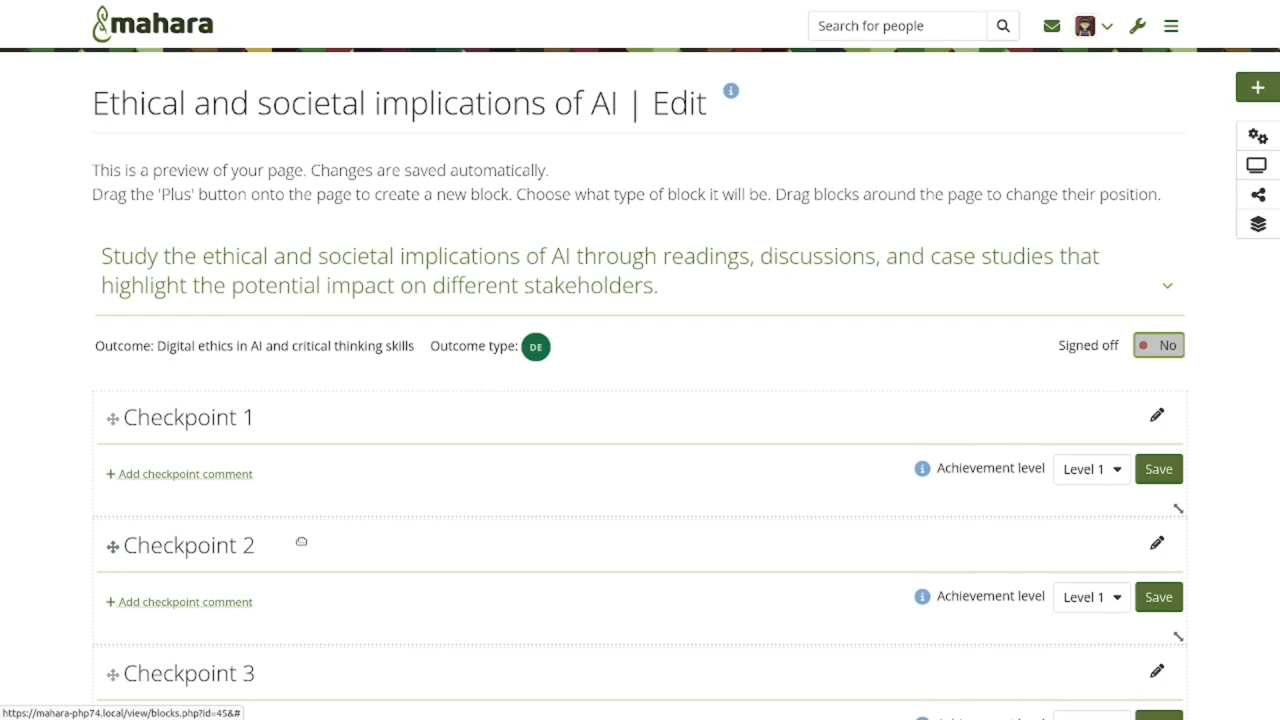 mahara
Search for people
Ethical and societal implications of AI | Edit
This is a preview of your page. Changes are saved automatically.
Drag the 'Plus' button onto the page to create a new block. Choose what type of block it will be. Drag blocks around the page to change their position.
Study the ethical and societal implications of AI through readings, discussions, and case studies that
highlight the potential impact on different stakeholders.
Outcome: Digital ethics in AI and critical thinking skills Outcome type: DE Signed off No
Checkpoint 1
+ Add checkpoint comment Achievement level Level 1 Save
Checkpoint 2
+ Add checkpoint comment Achievement level Level 1 Save
Checkpoint 3
https://mahara-php74.local/view/blocks.php?id=45&#